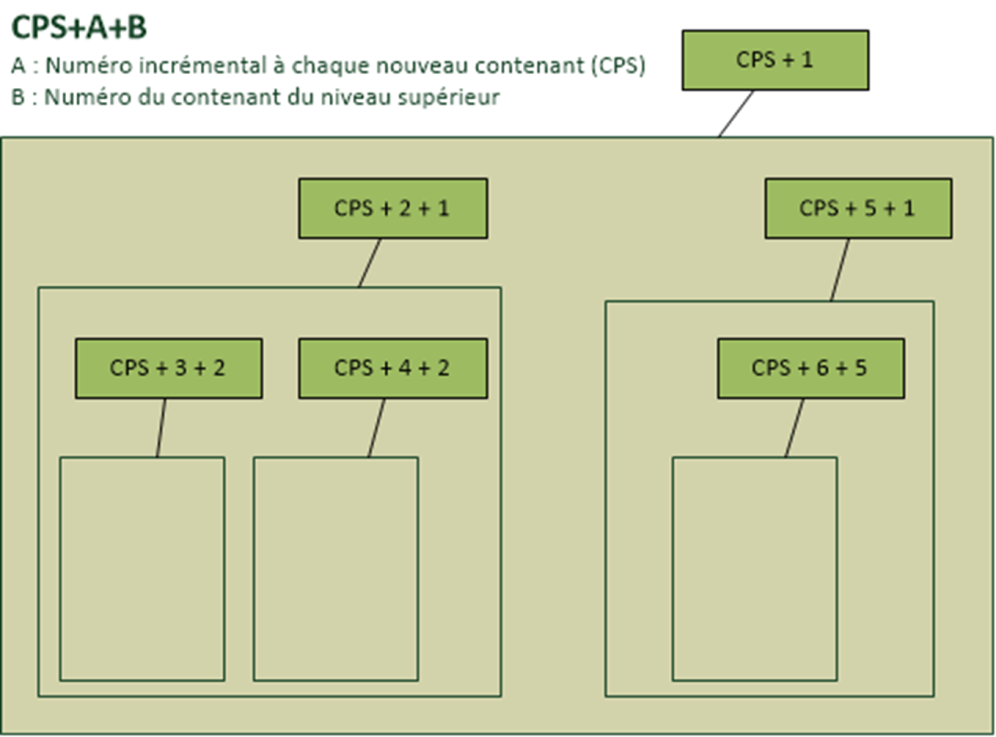 CPS+A+B
A : Numéro incrémental à chaque nouveau contenant (CPS)
B : Numéro du contenant du niveau supérieur
CPS + 1
CPS + 2 + 1
CPS + 5 + 1
CPS + 3 + 2
CPS + 4 + 2
CPS + 6 + 5